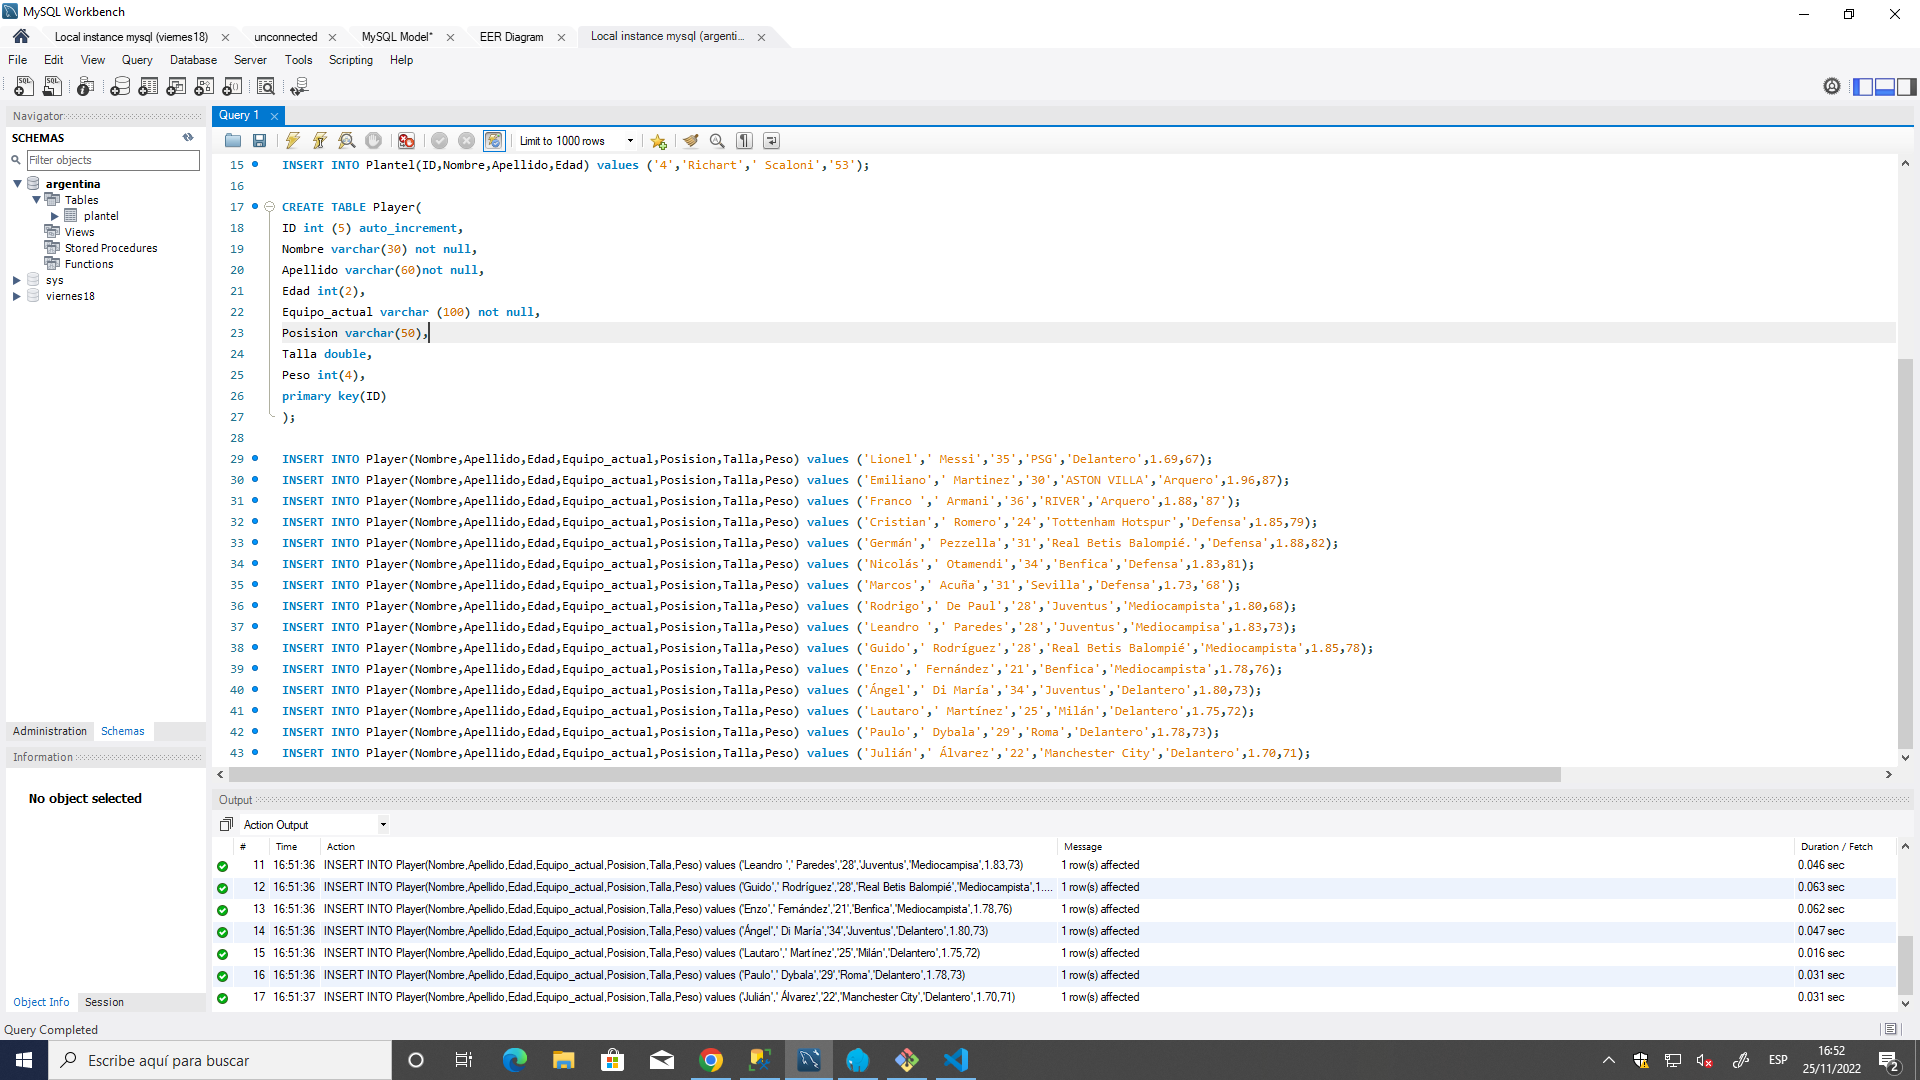 MySQL Workbench
Local instance mysql (viernes18)
unconnected
MySQL Model*
EER Diagram
Local instance mysql (argenti...
File Edit View Query Database Server Tools Scripting Help
Navigator
SCHEMAS
Filter objects
argentina
Tables
plantel
Views
Stored Procedures
Functions
sys
viernes18
Administration Schemas
Information
No object selected
Object Info Session
Query 1
Limit to 1000 rows
15 INSERT INTO Plantel(ID,Nombre,Apellido,Edad) values ('4','Richart',' Scaloni','53');
16
17 CREATE TABLE Player(
18 ID int (5) auto_increment,
19 Nombre varchar(30) not null,
20 Apellido varchar(60)not null,
21 Edad int(2),
22 Equipo_actual varchar (100) not null,
23 Posision varchar(50),
24 Talla double,
25 Peso int(4),
26 primary key(ID)
27 );
28
29 INSERT INTO Player(Nombre,Apellido,Edad,Equipo_actual,Posision,Talla,Peso) values ('Lionel',' Messi','35','PSG','Delantero',1.69,67);
30 INSERT INTO Player(Nombre,Apellido,Edad,Equipo_actual,Posision,Talla,Peso) values ('Emiliano',' Martinez','30','ASTON VILLA','Arquero',1.96,87);
31 INSERT INTO Player(Nombre,Apellido,Edad,Equipo_actual,Posision,Talla,Peso) values ('Franco ',' Armani','36','RIVER','Arquero',1.88,'87');
32 INSERT INTO Player(Nombre,Apellido,Edad,Equipo_actual,Posision,Talla,Peso) values ('Cristian',' Romero','24','Tottenham Hotspur','Defensa',1.85,79);
33 INSERT INTO Player(Nombre,Apellido,Edad,Equipo_actual,Posision,Talla,Peso) values ('Germán',' Pezzella','31','Real Betis Balompié.','Defensa',1.88,82);
34 INSERT INTO Player(Nombre,Apellido,Edad,Equipo_actual,Posision,Talla,Peso) values ('Nicolás',' Otamendi','34','Benfica','Defensa',1.83,81);
35 INSERT INTO Player(Nombre,Apellido,Edad,Equipo_actual,Posision,Talla,Peso) values ('Marcos',' Acuña','31','Sevilla','Defensa',1.73,'68');
36 INSERT INTO Player(Nombre,Apellido,Edad,Equipo_actual,Posision,Talla,Peso) values ('Rodrigo',' De Paul','28','Juventus','Mediocampista',1.80,68);
37 INSERT INTO Player(Nombre,Apellido,Edad,Equipo_actual,Posision,Talla,Peso) values ('Leandro ',' Paredes','28','Juventus','Mediocampisa',1.83,73);
38 INSERT INTO Player(Nombre,Apellido,Edad,Equipo_actual,Posision,Talla,Peso) values ('Guido',' Rodríguez','28','Real Betis Balompié','Mediocampista',1.85,78);
39 INSERT INTO Player(Nombre,Apellido,Edad,Equipo_actual,Posision,Talla,Peso) values ('Enzo',' Fernández','21','Benfica','Mediocampista',1.78,76);
40 INSERT INTO Player(Nombre,Apellido,Edad,Equipo_actual,Posision,Talla,Peso) values ('Ángel',' Di María','34','Juventus','Delantero',1.80,73);
41 INSERT INTO Player(Nombre,Apellido,Edad,Equipo_actual,Posision,Talla,Peso) values ('Lautaro',' Martínez','25','Milán','Delantero',1.75,72);
42 INSERT INTO Player(Nombre,Apellido,Edad,Equipo_actual,Posision,Talla,Peso) values ('Paulo',' Dybala','29','Roma','Delantero',1.78,73);
43 INSERT INTO Player(Nombre,Apellido,Edad,Equipo_actual,Posision,Talla,Peso) values ('Julián',' Álvarez','22','Manchester City','Delantero',1.70,71);
Output
Action Output
# Time Action Message Duration / Fetch
11 16:51:36 INSERT INTO Player(Nombre,Apellido,Edad,Equipo_actual,Posision,Talla,Peso) values ('Leandro ',' Paredes','28','Juventus','Mediocampisa',1.83,73) 1 row(s) affected 0.046 sec
12 16:51:36 INSERT INTO Player(Nombre,Apellido,Edad,Equipo_actual,Posision,Talla,Peso) values ('Guido',' Rodríguez','28','Real Betis Balompié','Mediocampista',1.... 1 row(s) affected 0.063 sec
13 16:51:36 INSERT INTO Player(Nombre,Apellido,Edad,Equipo_actual,Posision,Talla,Peso) values ('Enzo',' Fernández','21','Benfica','Mediocampista',1.78,76) 1 row(s) affected 0.062 sec
14 16:51:36 INSERT INTO Player(Nombre,Apellido,Edad,Equipo_actual,Posision,Talla,Peso) values ('Ángel',' Di María','34','Juventus','Delantero',1.80,73) 1 row(s) affected 0.047 sec
15 16:51:36 INSERT INTO Player(Nombre,Apellido,Edad,Equipo_actual,Posision,Talla,Peso) values ('Lautaro',' Martínez','25','Milán','Delantero',1.75,72) 1 row(s) affected 0.016 sec
16 16:51:36 INSERT INTO Player(Nombre,Apellido,Edad,Equipo_actual,Posision,Talla,Peso) values ('Paulo',' Dybala','29','Roma','Delantero',1.78,73) 1 row(s) affected 0.031 sec
17 16:51:37 INSERT INTO Player(Nombre,Apellido,Edad,Equipo_actual,Posision,Talla,Peso) values ('Julián',' Álvarez','22','Manchester City','Delantero',1.70,71) 1 row(s) affected 0.031 sec
Query Completed
Escribe aquí para buscar
ESP
16:52
25/11/2022
2